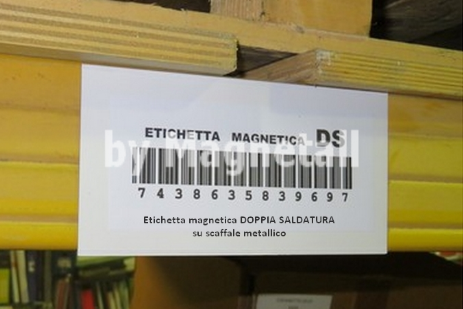 ETICHETTA MAGNETICA DS
by Magnetall
7438635839697
Etichetta magnetica DOPPIA SALDATURA
su scaffale metallico